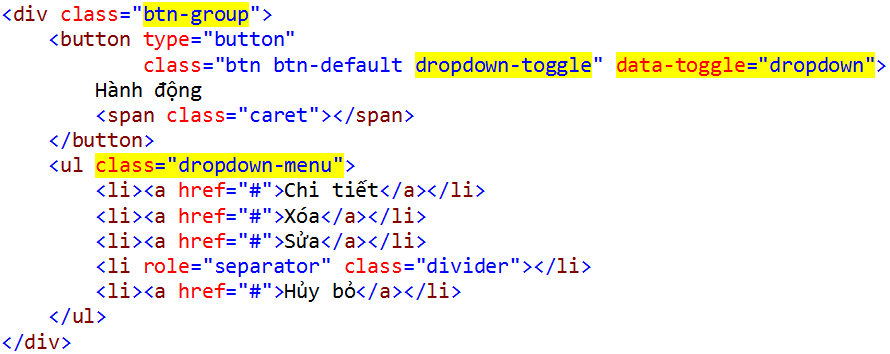 <div class="btn-group">
    <button type="button"
            class="btn btn-default dropdown-toggle" data-toggle="dropdown">
        Hành động
        <span class="caret"></span>
    </button>
    <ul class="dropdown-menu">
        <li><a href="#">Chi tiết</a></li>
        <li><a href="#">Xóa</a></li>
        <li><a href="#">Sửa</a></li>
        <li role="separator" class="divider"></li>
        <li><a href="#">Hủy bỏ</a></li>
    </ul>
</div>